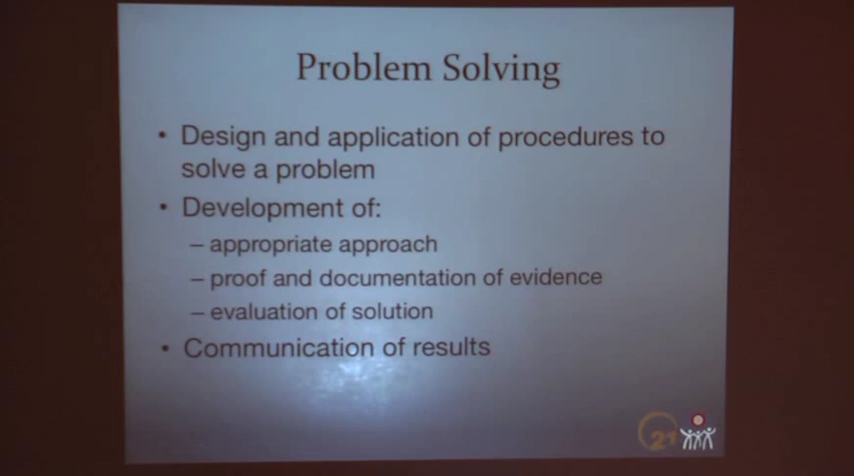 Problem Solving
• Design and application of procedures to
solve a problem
• Development of:
– appropriate approach
– proof and documentation of evidence
– evaluation of solution
• Communication of results
21